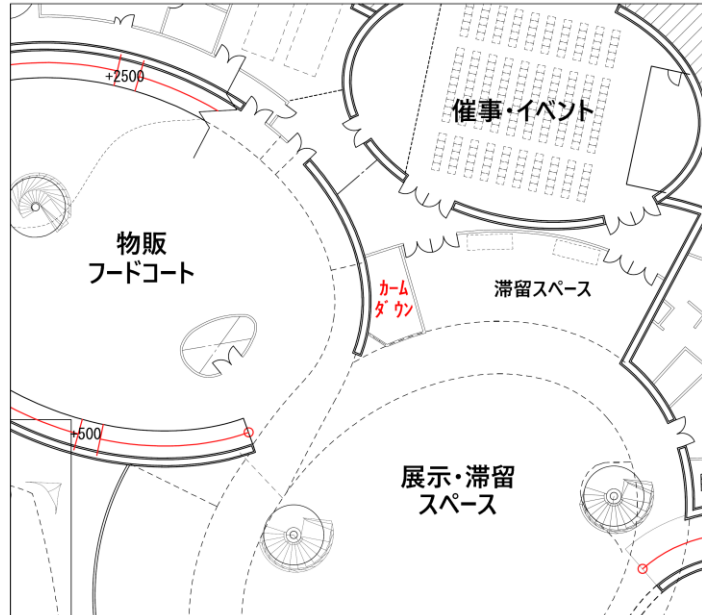 +2500
催事・イベント
物販
フードコート
カーム
ダウン
滞留スペース
+500
展示・滞留
スペース